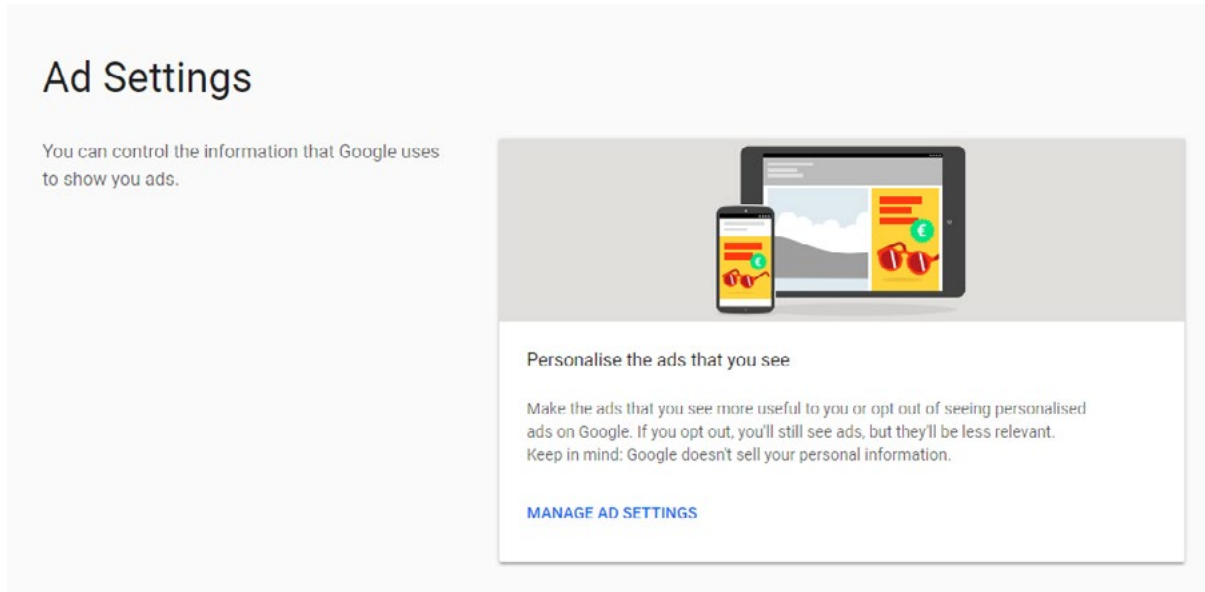 Ad Settings
You can control the information that Google uses
to show you ads.
€
€
Personalise the ads that you see
Make the ads that you see more useful to you or opt out of seeing personalised
ads on Google. If you opt out, you'll still see ads, but they'll be less relevant.
Keep in mind: Google doesn't sell your personal information.
MANAGE AD SETTINGS